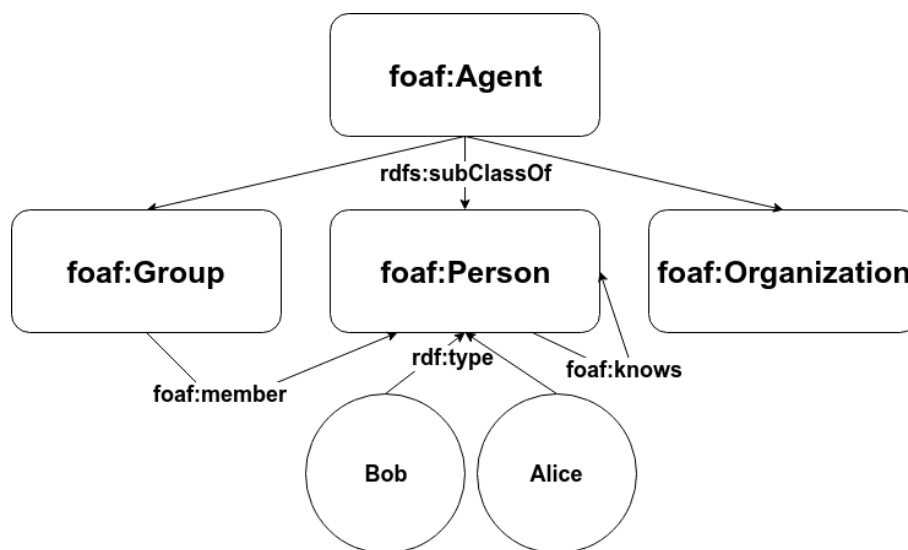 foaf:Agent
rdfs:subClassOf
foaf:Group
foaf:Person
foaf:Organization
rdf:type
foaf:knows
foaf:member
Bob
Alice